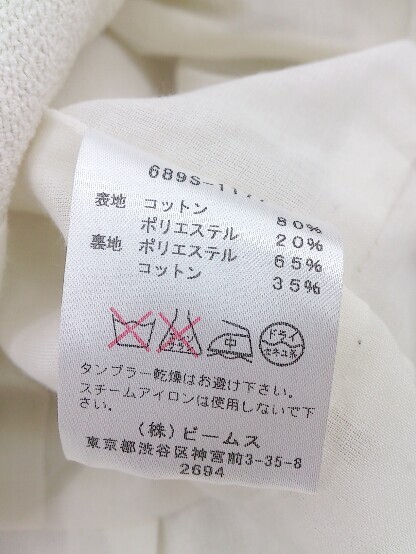 689S-11
表地 コットン 80%
ポリエステル 20%
裏地 ポリエステル 65%
コットン 35%
中 ドライ
セキユ系
タンブラー乾燥はお避け下さい。
スチームアイロンは使用しないで下
さい。
(株)ビームス
東京都渋谷区神宮前3-35-8
2694